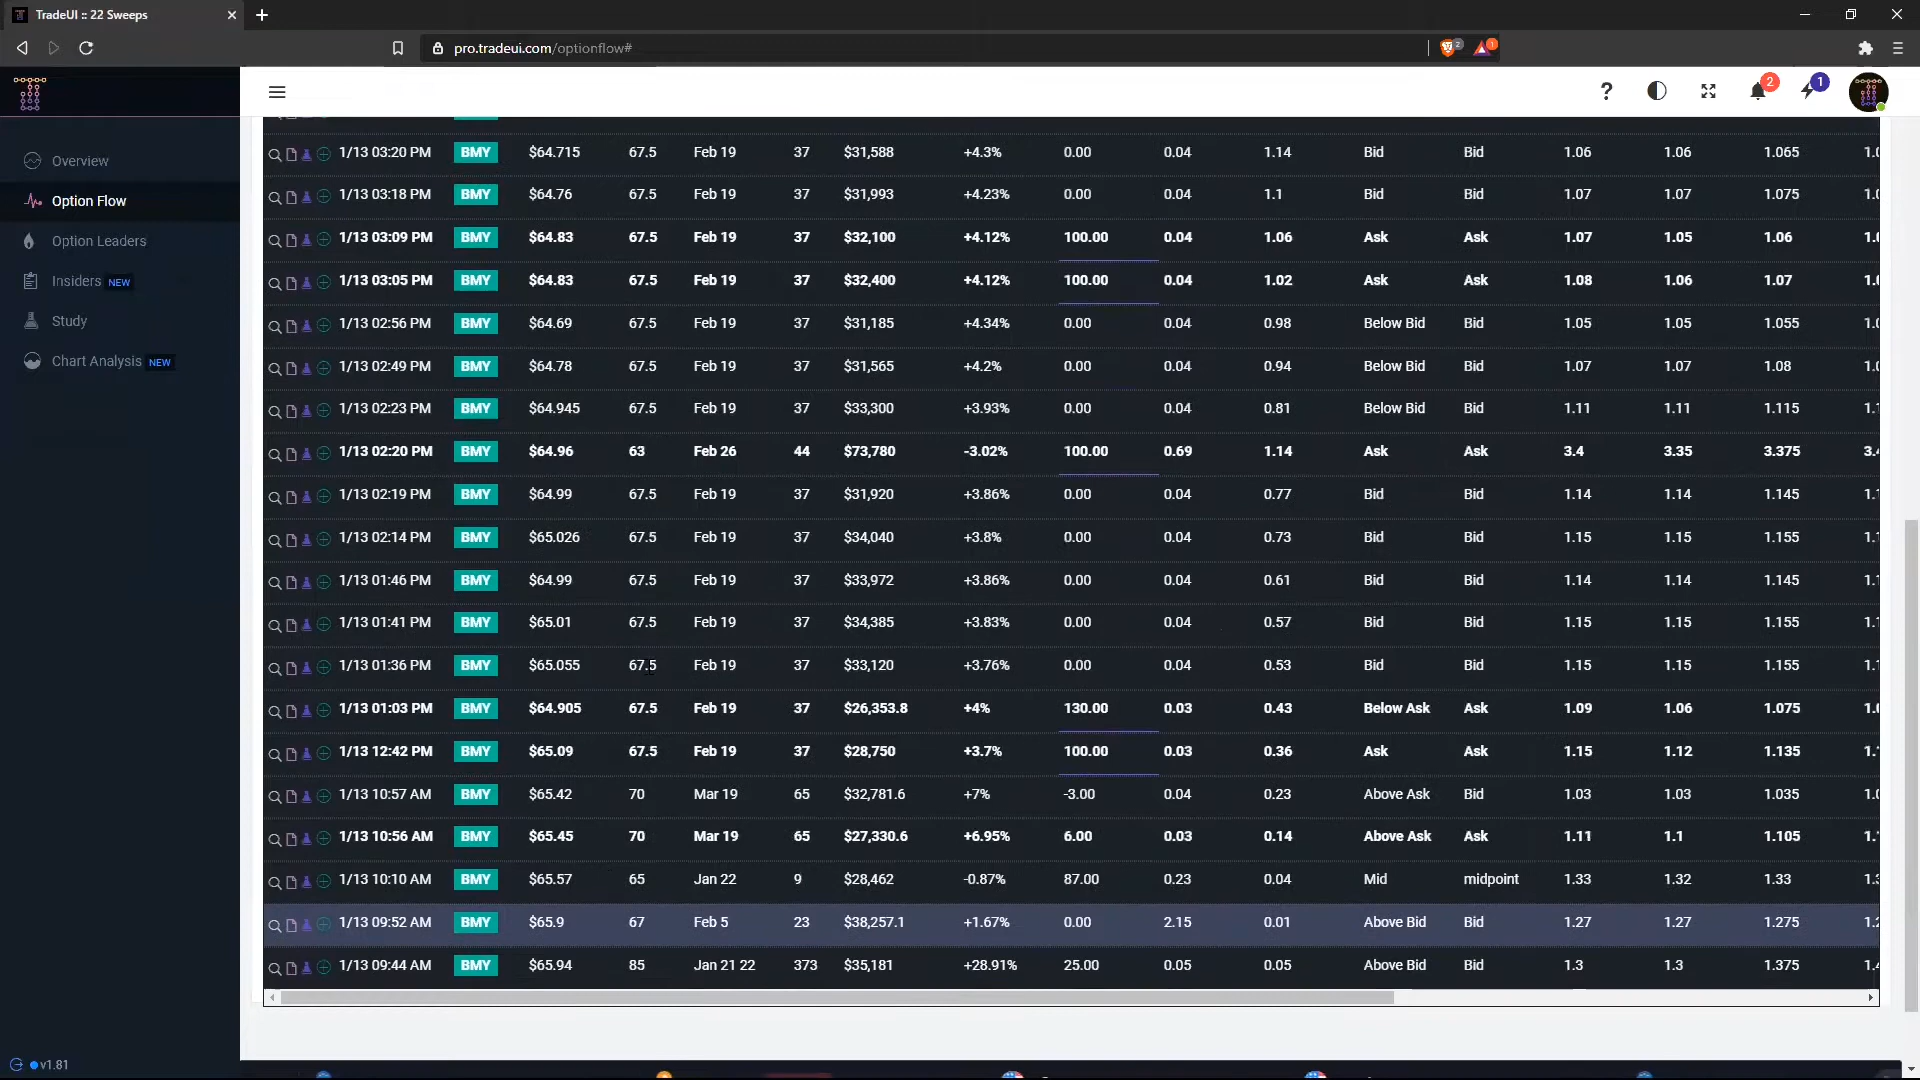 TradeUI :: 22 Sweeps
pro.tradeui.com/optionflow#
2
1
? 2 1
Overview
Option Flow
Option Leaders
Insiders NEW
Study
Chart Analysis NEW
1/13 03:20 PM BMY $64.715 67.5 Feb 19 37 $31,588 +4.3% 0.00 0.04 1.14 Bid Bid 1.06 1.06 1.065
1/13 03:18 PM BMY $64.76 67.5 Feb 19 37 $31,993 +4.23% 0.00 0.04 1.1 Bid Bid 1.07 1.07 1.075
1/13 03:09 PM BMY $64.83 67.5 Feb 19 37 $32,100 +4.12% 100.00 0.04 1.06 Ask Ask 1.07 1.05 1.06
1/13 03:05 PM BMY $64.83 67.5 Feb 19 37 $32,400 +4.12% 100.00 0.04 1.02 Ask Ask 1.08 1.06 1.07
1/13 02:56 PM BMY $64.69 67.5 Feb 19 37 $31,185 +4.34% 0.00 0.04 0.98 Below Bid Bid 1.05 1.05 1.055
1/13 02:49 PM BMY $64.78 67.5 Feb 19 37 $31,565 +4.2% 0.00 0.04 0.94 Below Bid Bid 1.07 1.07 1.08
1/13 02:23 PM BMY $64.945 67.5 Feb 19 37 $33,300 +3.93% 0.00 0.04 0.81 Below Bid Bid 1.11 1.11 1.115
1/13 02:20 PM BMY $64.96 63 Feb 26 44 $73,780 -3.02% 100.00 0.69 1.14 Ask Ask 3.4 3.35 3.375
1/13 02:19 PM BMY $64.99 67.5 Feb 19 37 $31,920 +3.86% 0.00 0.04 0.77 Bid Bid 1.14 1.14 1.145
1/13 02:14 PM BMY $65.026 67.5 Feb 19 37 $34,040 +3.8% 0.00 0.04 0.73 Bid Bid 1.15 1.15 1.155
1/13 01:46 PM BMY $64.99 67.5 Feb 19 37 $33,972 +3.86% 0.00 0.04 0.61 Bid Bid 1.14 1.14 1.145
1/13 01:41 PM BMY $65.01 67.5 Feb 19 37 $34,385 +3.83% 0.00 0.04 0.57 Bid Bid 1.15 1.15 1.155
1/13 01:36 PM BMY $65.055 67.5 Feb 19 37 $33,120 +3.76% 0.00 0.04 0.53 Bid Bid 1.15 1.15 1.155
1/13 01:03 PM BMY $64.905 67.5 Feb 19 37 $26,353.8 +4% 130.00 0.03 0.43 Below Ask Ask 1.09 1.06 1.075
1/13 12:42 PM BMY $65.09 67.5 Feb 19 37 $28,750 +3.7% 100.00 0.03 0.36 Ask Ask 1.15 1.12 1.135
1/13 10:57 AM BMY $65.42 70 Mar 19 65 $32,781.6 +7% -3.00 0.04 0.23 Above Ask Bid 1.03 1.03 1.035
1/13 10:56 AM BMY $65.45 70 Mar 19 65 $27,330.6 +6.95% 6.00 0.03 0.14 Above Ask Ask 1.11 1.1 1.105
1/13 10:10 AM BMY $65.57 65 Jan 22 9 $28,462 -0.87% 87.00 0.23 0.04 Mid midpoint 1.33 1.32 1.33
1/13 09:52 AM BMY $65.9 67 Feb 5 23 $38,257.1 +1.67% 0.00 2.15 0.01 Above Bid Bid 1.27 1.27 1.275
1/13 09:44 AM BMY $65.94 85 Jan 21 22 373 $35,181 +28.91% 25.00 0.05 0.05 Above Bid Bid 1.3 1.3 1.375
v1.81